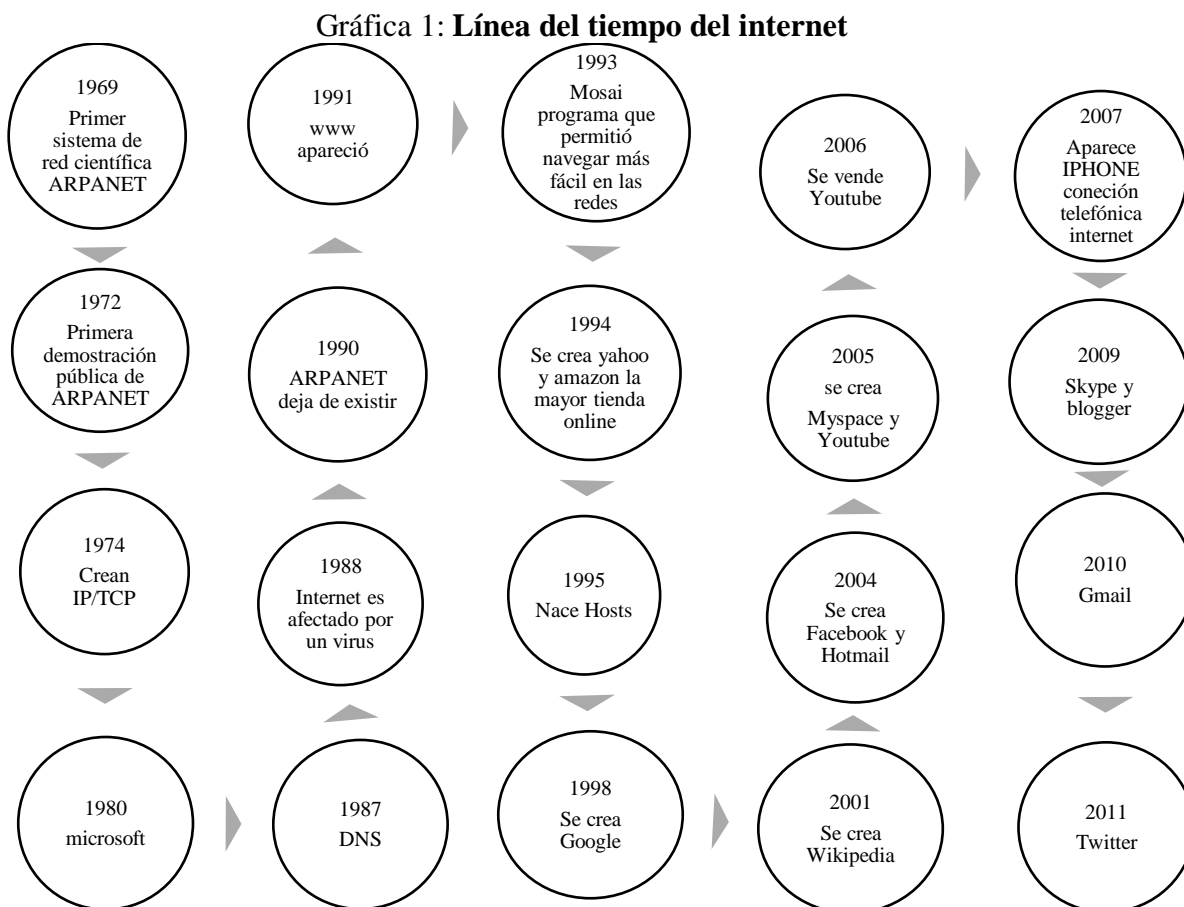 Gráfica 1: Línea del tiempo del internet
1969
Primer
sistema de
red científica
ARPANET
1972
Primera
demostración
pública de
ARPANET
1974
Crean
IP/TCP
1980
microsoft
1987
DNS
1988
Internet es
afectado por
un virus
1990
ARPANET
deja de existir
1991
www
apareció
1993
Mosai
programa que
permitió
navegar más
fácil en las
redes
1994
Se crea yahoo
y amazon la
mayor tienda
online
1995
Nace Hosts
1998
Se crea
Google
2001
Se crea
Wikipedia
2004
Se crea
Facebook y
Hotmail
2005
se crea
Myspace y
Youtube
2006
Se vende
Youtube
2007
Aparece
IPHONE
coneción
telefónica
internet
2009
Skype y
blogger
2010
Gmail
2011
Twitter